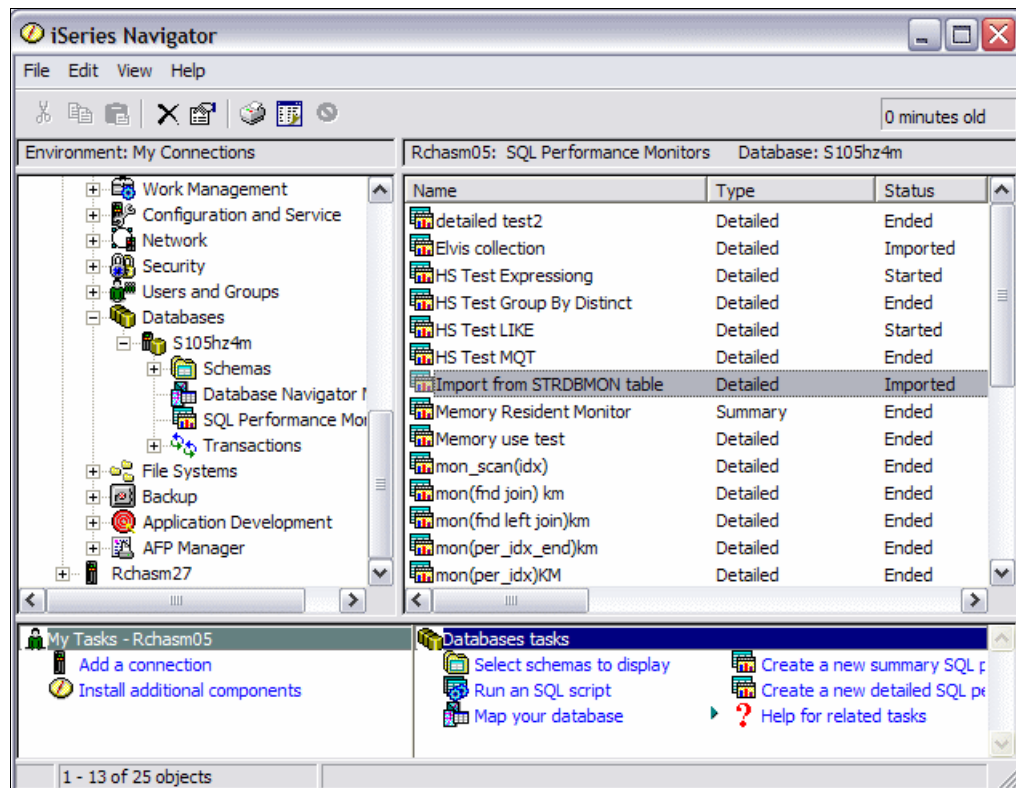 iSeries Navigator
File Edit View Help
0 minutes old
Environment: My Connections
Rchasm05: SQL Performance Monitors Database: S105hz4m
Work Management
Configuration and Service
Network
Security
Users and Groups
Databases
S105hz4m
Schemas
Database Navigator
SQL Performance Mo
Transactions
File Systems
Backup
Application Development
AFP Manager
Rchasm27
Name Type Status
detailed test2 Detailed Ended
Elvis collection Detailed Imported
HS Test Expressiong Detailed Started
HS Test Group By Distinct Detailed Ended
HS Test LIKE Detailed Started
HS Test MQT Detailed Ended
Import from STRDBMON table Detailed Imported
Memory Resident Monitor Summary Ended
Memory use test Detailed Ended
mon_scan(idx) Detailed Ended
mon(fnd join) km Detailed Ended
mon(fnd left join)km Detailed Ended
mon(per_idx_end)km Detailed Ended
mon(per_idx)KM Detailed Ended
My Tasks - Rchasm05
Add a connection
Install additional components
Databases tasks
Select schemas to display
Run an SQL script
Map your database
Create a new summary SQL p
Create a new detailed SQL pe
Help for related tasks
1 - 13 of 25 objects